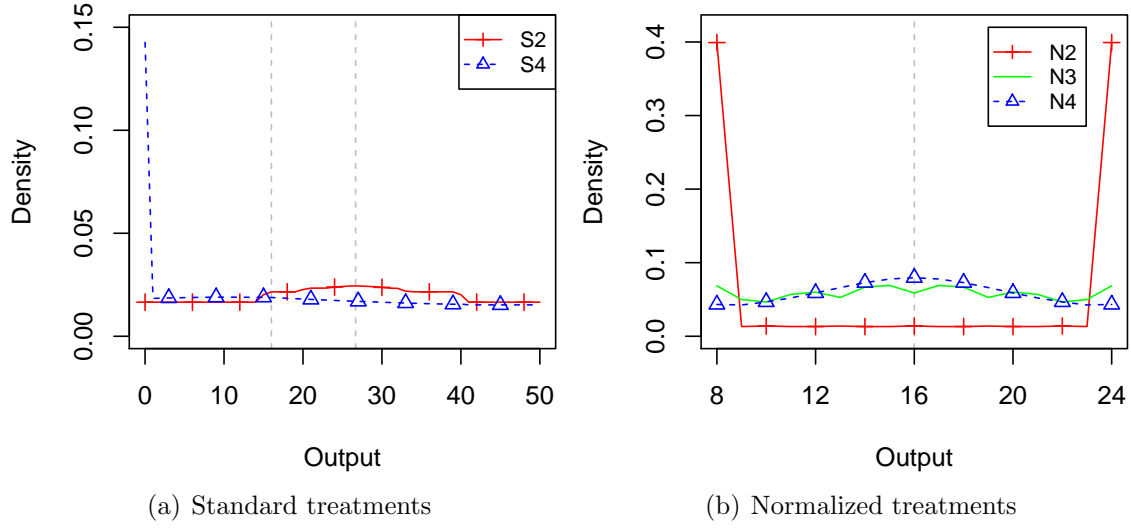 S2
S4
0.15
0.10
0.05
0.00
Density
0 10 20 30 40 50
Output
(a) Standard treatments
N2
N3
N4
0.4
0.3
0.2
0.1
0.0
Density
8 12 16 20 24
Output
(b) Normalized treatments